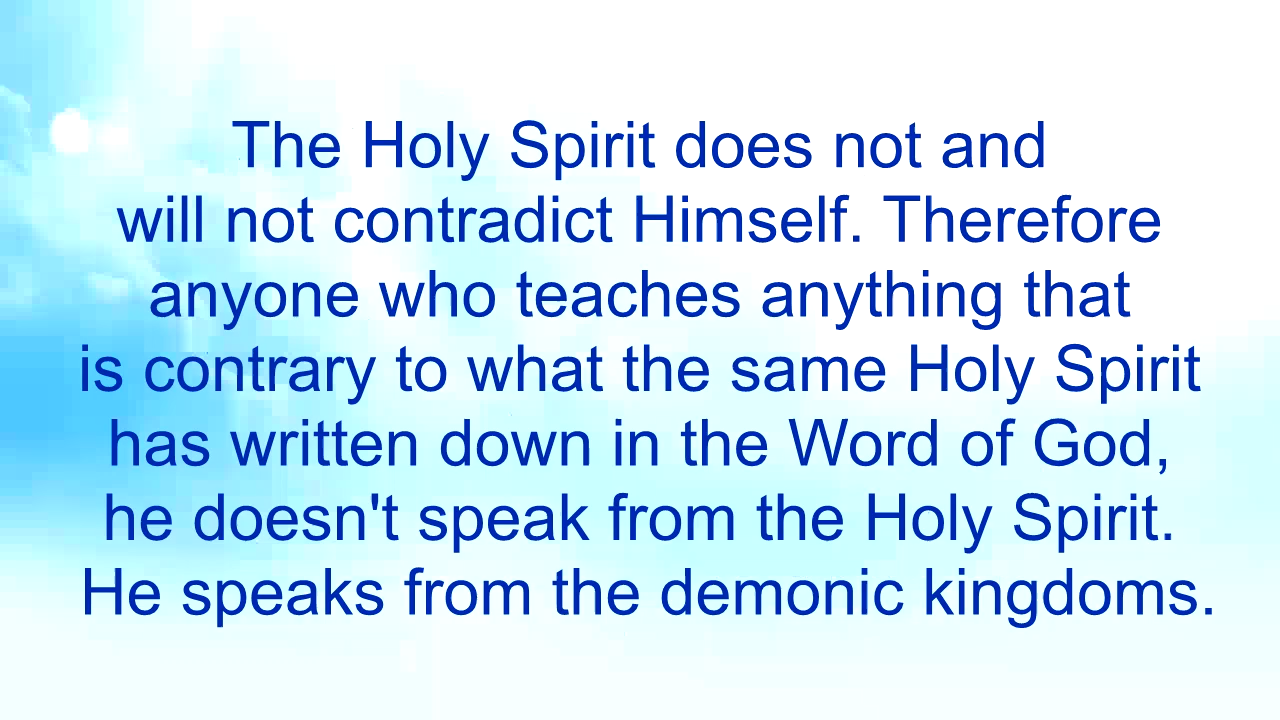 The Holy Spirit does not and
will not contradict Himself. Therefore
anyone who teaches anything that
is contrary to what the same Holy Spirit
has written down in the Word of God,
he doesn't speak from the Holy Spirit.
He speaks from the demonic kingdoms.